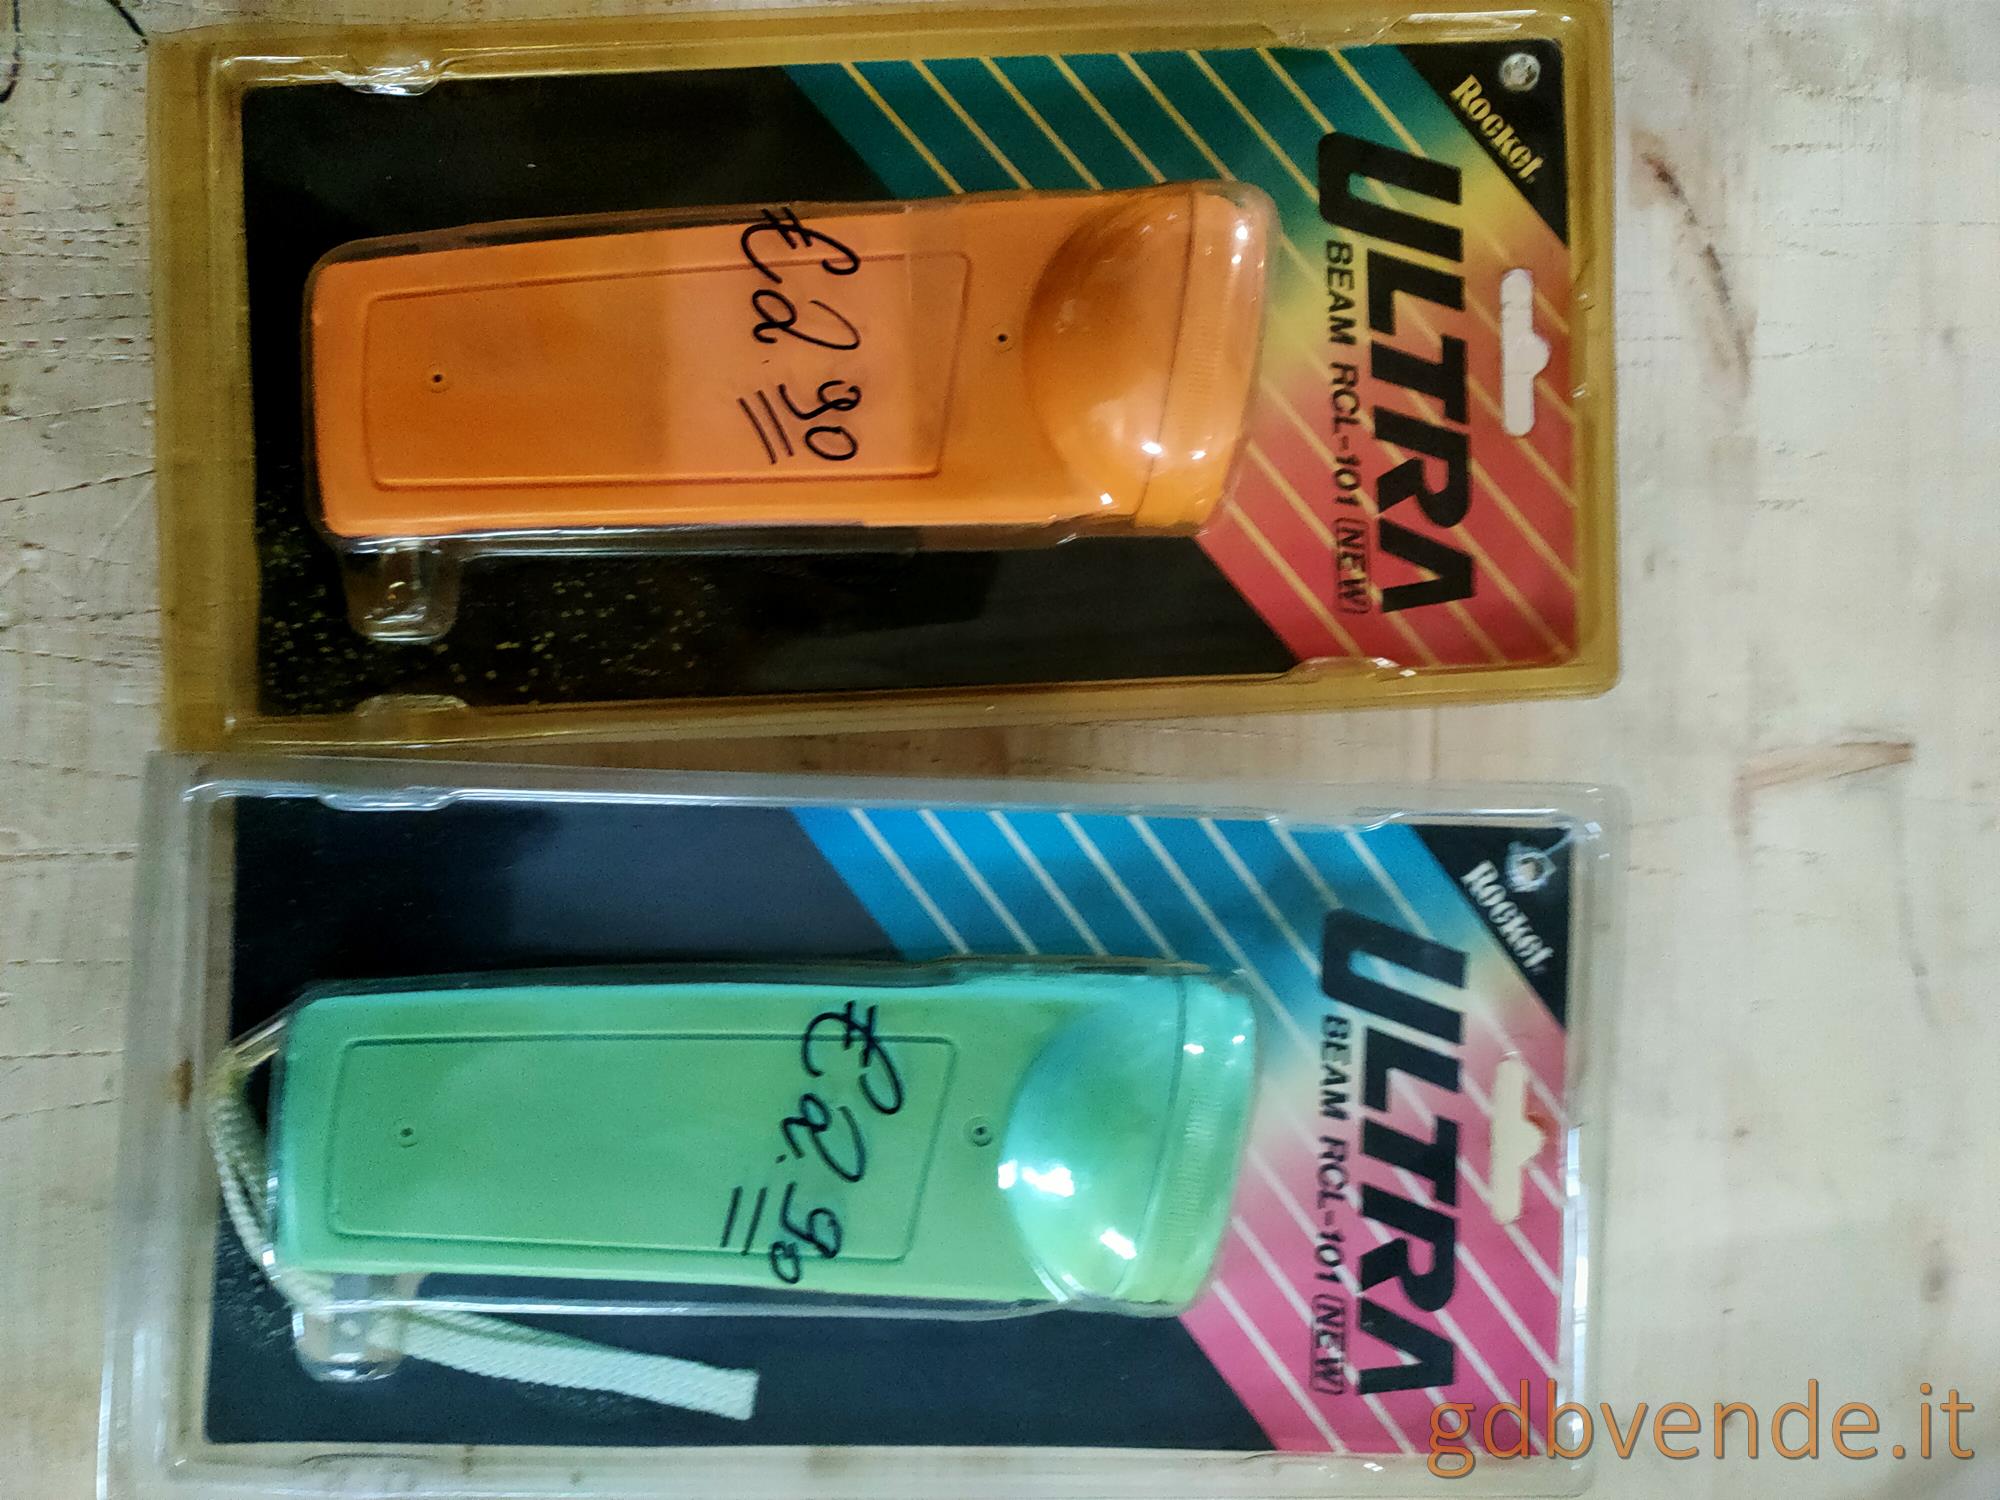 ROCKET
ULTRA
BEAM RCL-101 NEW
€ 2.90
ROCKET
ULTRA
BEAM RCL-101 NEW
€ 2.90
gdbvende.it